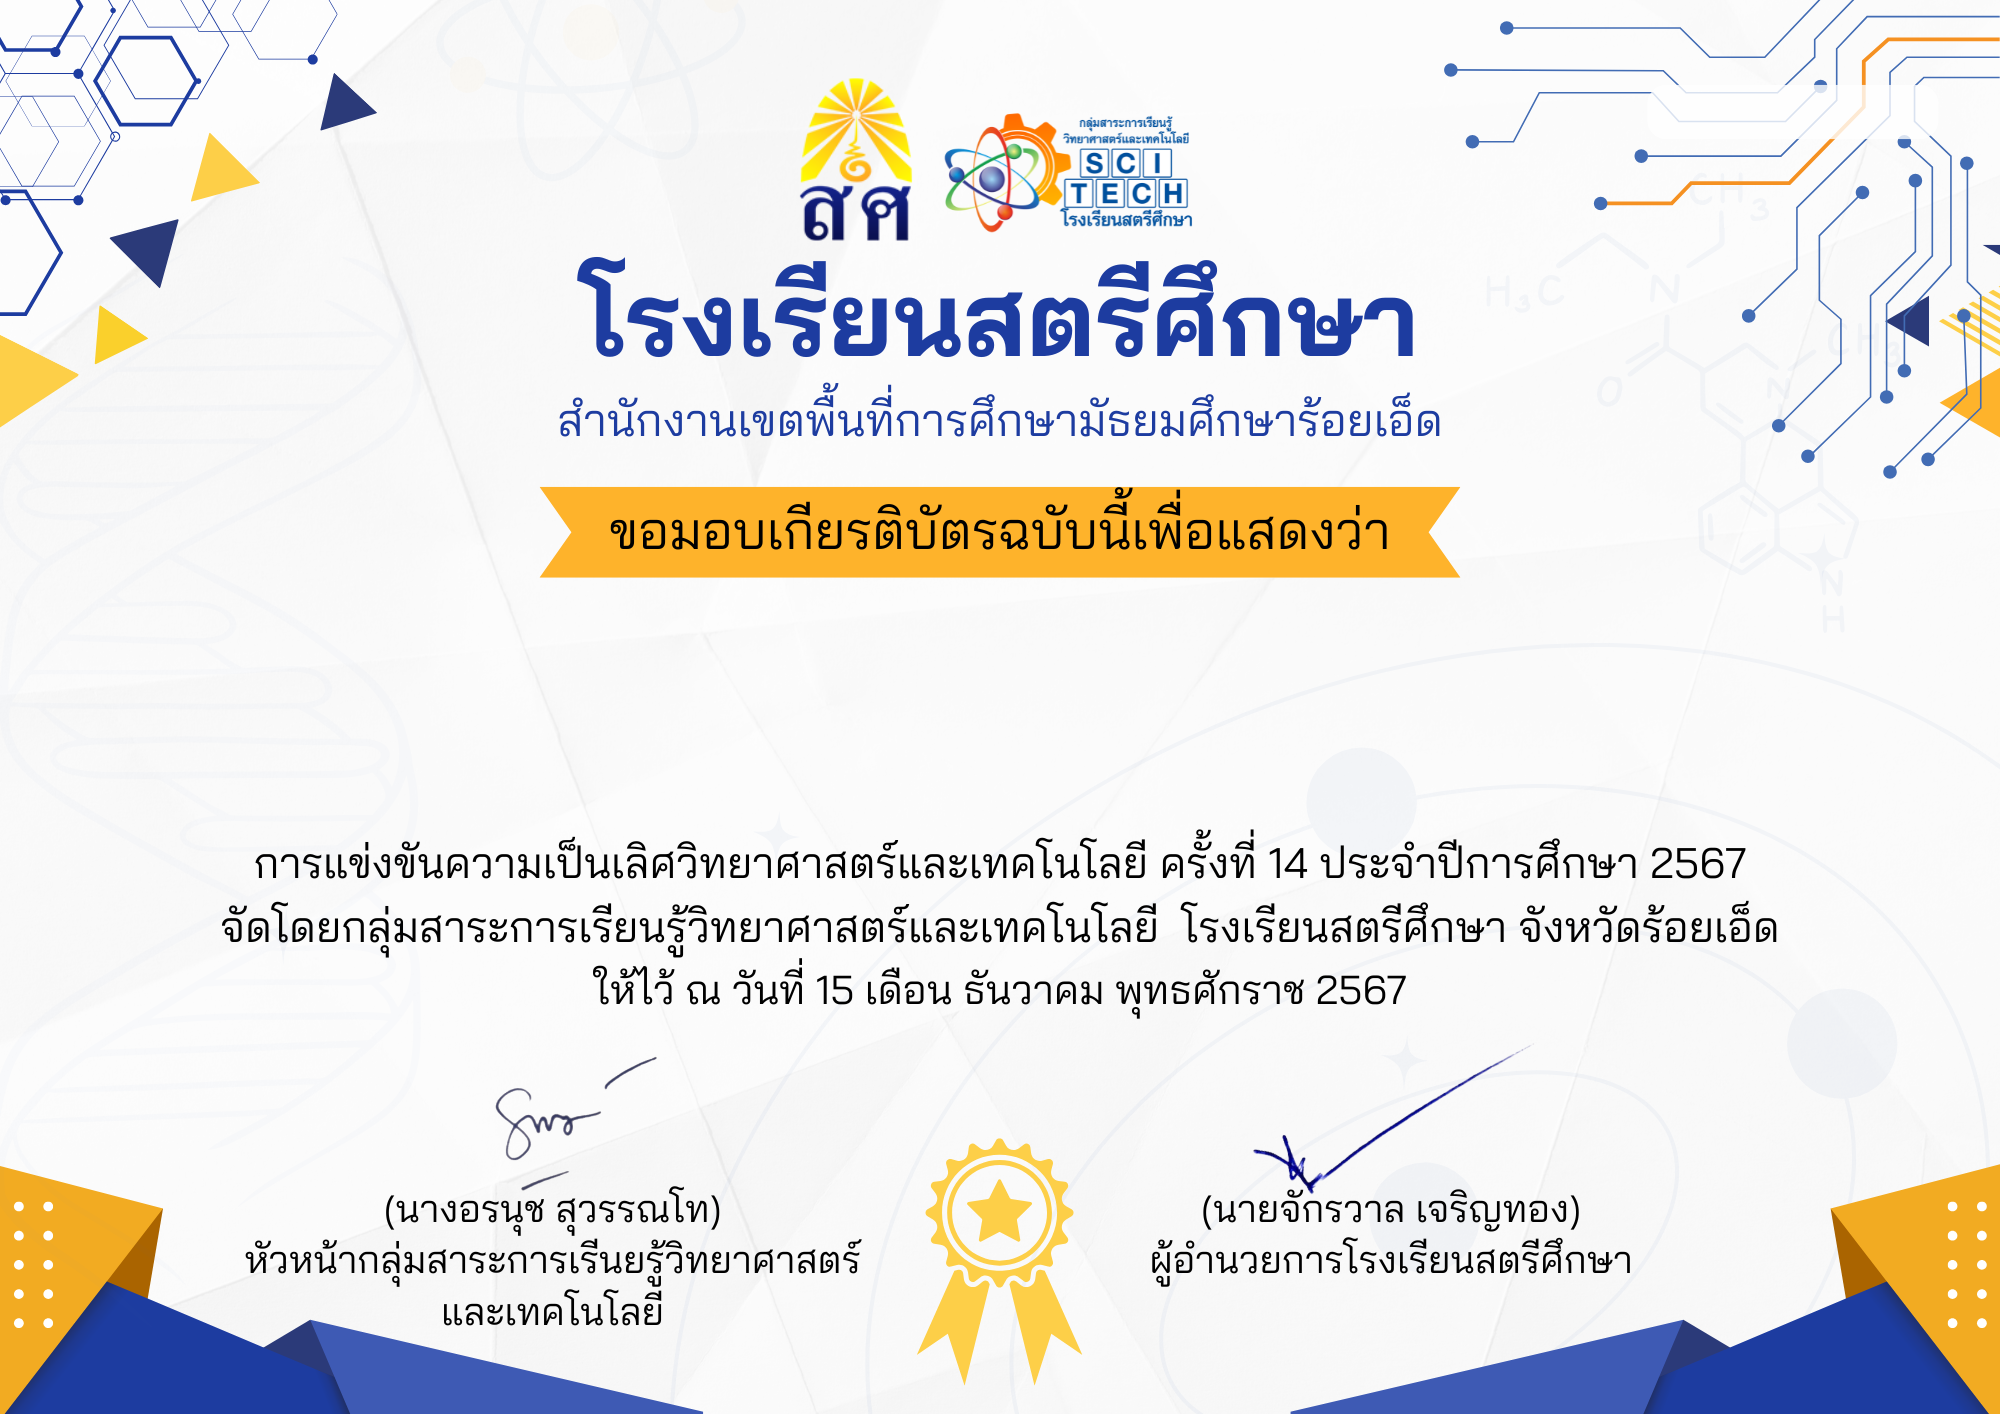 กลุ่มสาระการเรียนรู้
วิทยาศาสตร์และเทคโนโลยี
SCI
TECH
โรงเรียนสตรีศึกษา
สศ
โรงเรียนสตรีศึกษา
สำนักงานเขตพื้นที่การศึกษามัธยมศึกษาร้อยเอ็ด
ขอมอบเกียรติบัตรฉบับนี้เพื่อแสดงว่า
CH3
H3C
N
CH3
O
N
N
H
การแข่งขันความเป็นเลิศวิทยาศาสตร์และเทคโนโลยี ครั้งที่ 14 ประจำปีการศึกษา 2567
จัดโดยกลุ่มสาระการเรียนรู้วิทยาศาสตร์และเทคโนโลยี โรงเรียนสตรีศึกษา จังหวัดร้อยเอ็ด
ให้ไว้ ณ วันที่ 15 เดือน ธันวาคม พุทธศักราช 2567
(นางอรนุช สุวรรณโท)
หัวหน้ากลุ่มสาระการเรีนยรู้วิทยาศาสตร์
และเทคโนโลยี
(นายจักรวาล เจริญทอง)
ผู้อำนวยการโรงเรียนสตรีศึกษา